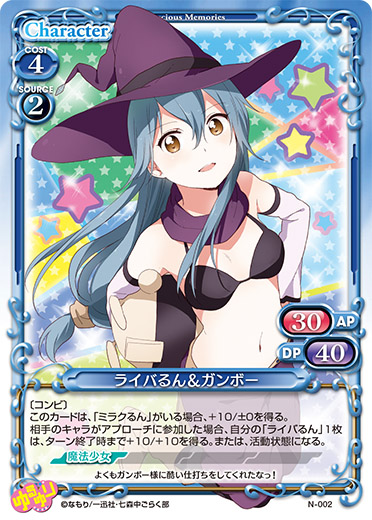 Precious Memories
Character
COST
4
SOURCE
2
30 AP
DP 40
ライバるん&ガンボー
[コンビ]
このカードは、「ミラクるん」がいる場合、+10/±0を得る。
相手のキャラがアプローチに参加した場合、自分の「ライバるん」1枚
は、ターン終了時まで+10/+10を得る。または、活動状態になる。
魔法少女
よくもガンボー様に酷い仕打ちをしてくれたなっ!
ゆるゆり
©なもり/一迅社・七森中ごらく部
N-002